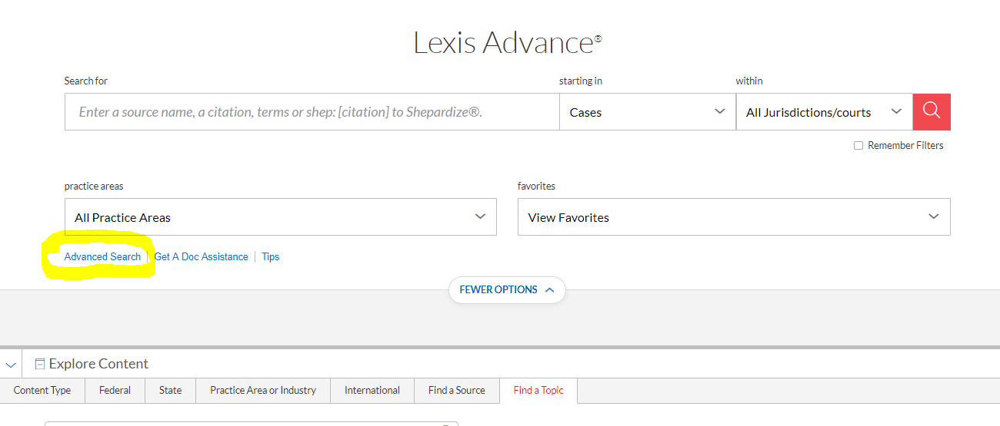 Lexis Advance®
Search for starting in within
Enter a source name, a citation, terms or shep: [citation] to Shepardize®. Cases All Jurisdictions/courts
Remember Filters
practice areas favorites
All Practice Areas View Favorites
Advanced Search Get A Doc Assistance Tips
FEWER OPTIONS
Explore Content
Content Type Federal State Practice Area or Industry International Find a Source Find a Topic